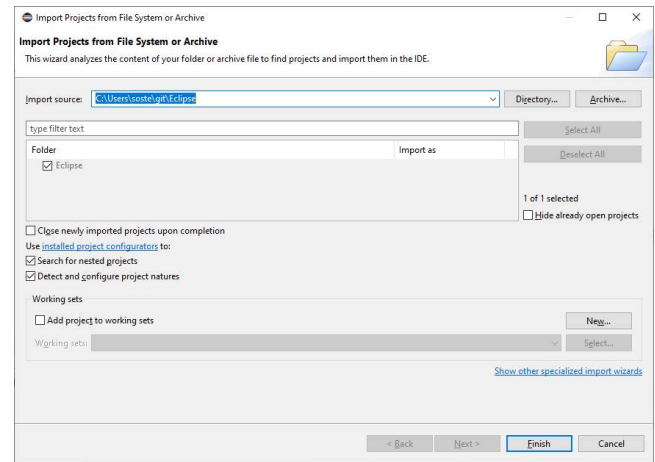 Import Projects from File System or Archive
Import Projects from File System or Archive
This wizard analyzes the content of your folder or archive file to find projects and import them in the IDE.
Import source: C:\Users\soste\git\Eclipse Directory... Archive...
type filter text Select All
Folder Import as Deselect All
Eclipse
1 of 1 selected
Hide already open projects
Close newly imported projects upon completion
Use installed project configurators to:
Search for nested projects
Detect and configure project natures
Working sets
Add project to working sets New...
Working sets: Select...
Show other specialized import wizards
< Back Next > Finish Cancel